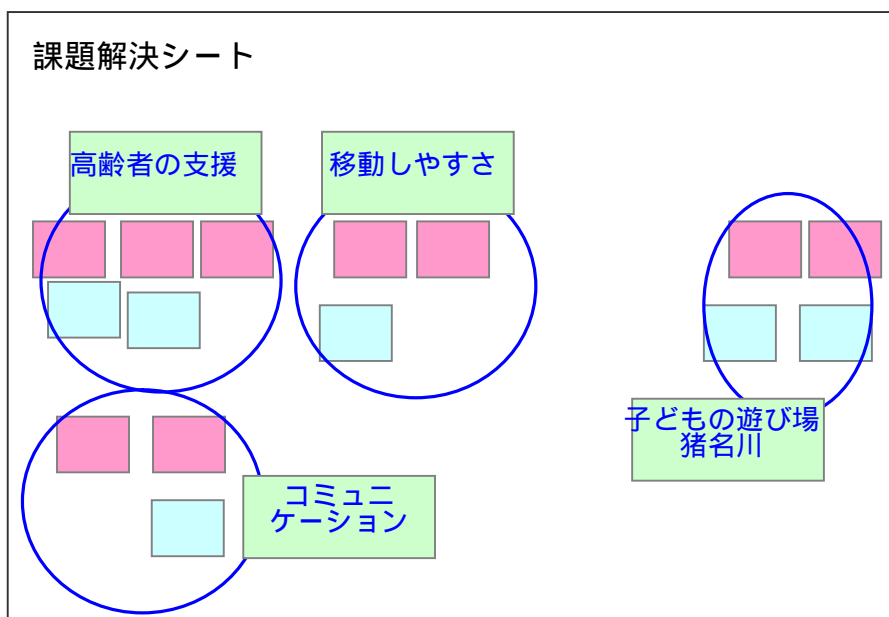 課題解決シート
高齢者の支援
移動しやすさ
子どもの遊び場
猪名川
コミュニ
ケーション